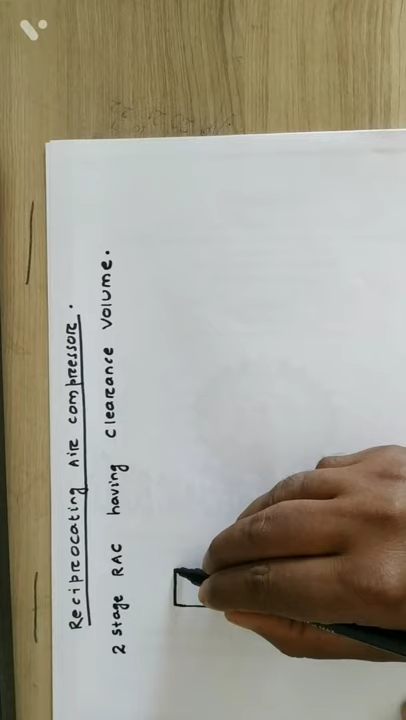 Reciprocating Air compressor.
2 stage RAC having clearance volume.